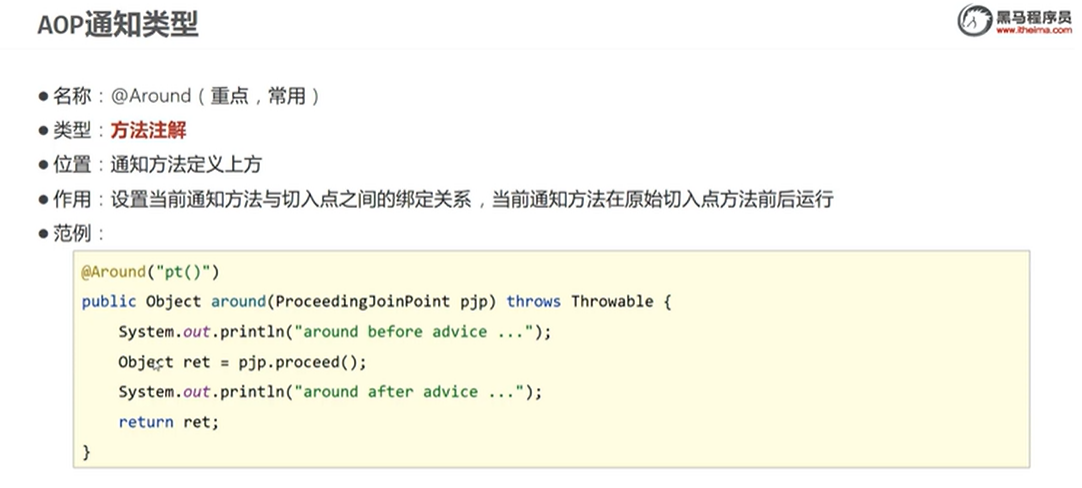 AOP通知类型
黑马程序员
www.itheima.com
●名称：@Around（重点，常用）
●类型：方法注解
●位置：通知方法定义上方
●作用：设置当前通知方法与切入点之间的绑定关系，当前通知方法在原始切入点方法前后运行
●范例：
@Around("pt()")
public Object around(ProceedingJoinPoint pjp) throws Throwable {
    System.out.println("around before advice ...");
    Object ret = pjp.proceed();
    System.out.println("around after advice ...");
    return ret;
}